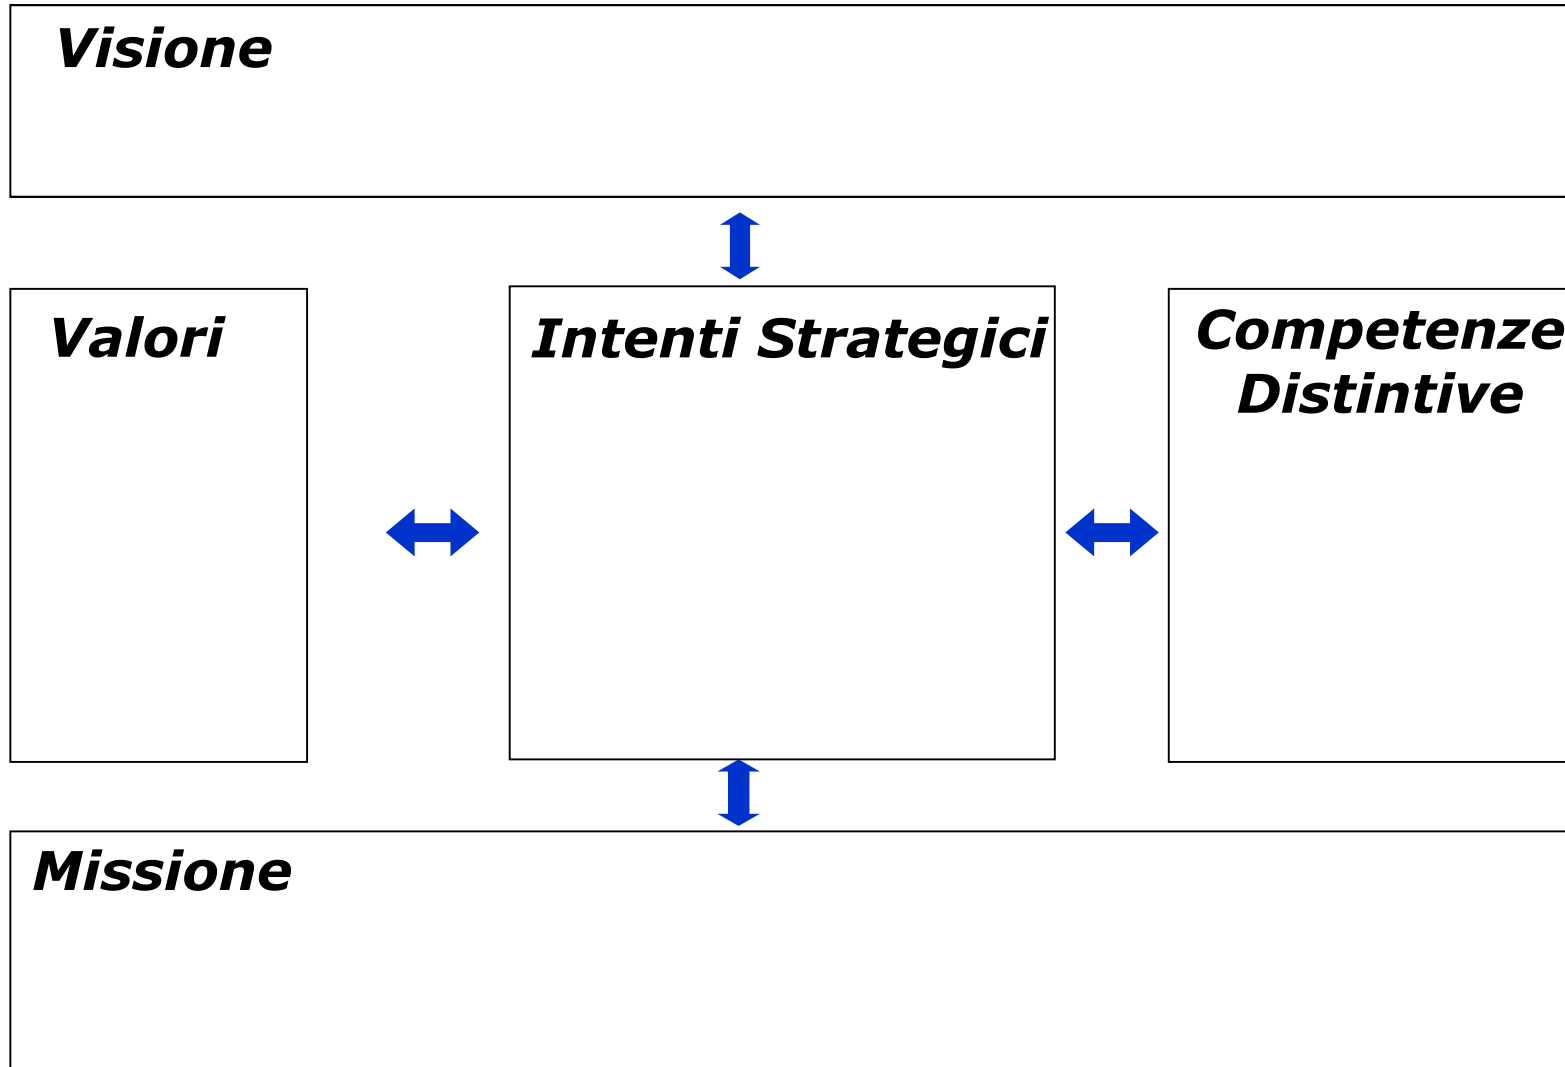 Visione
Valori
Intenti Strategici
Competenze
Distintive
Missione